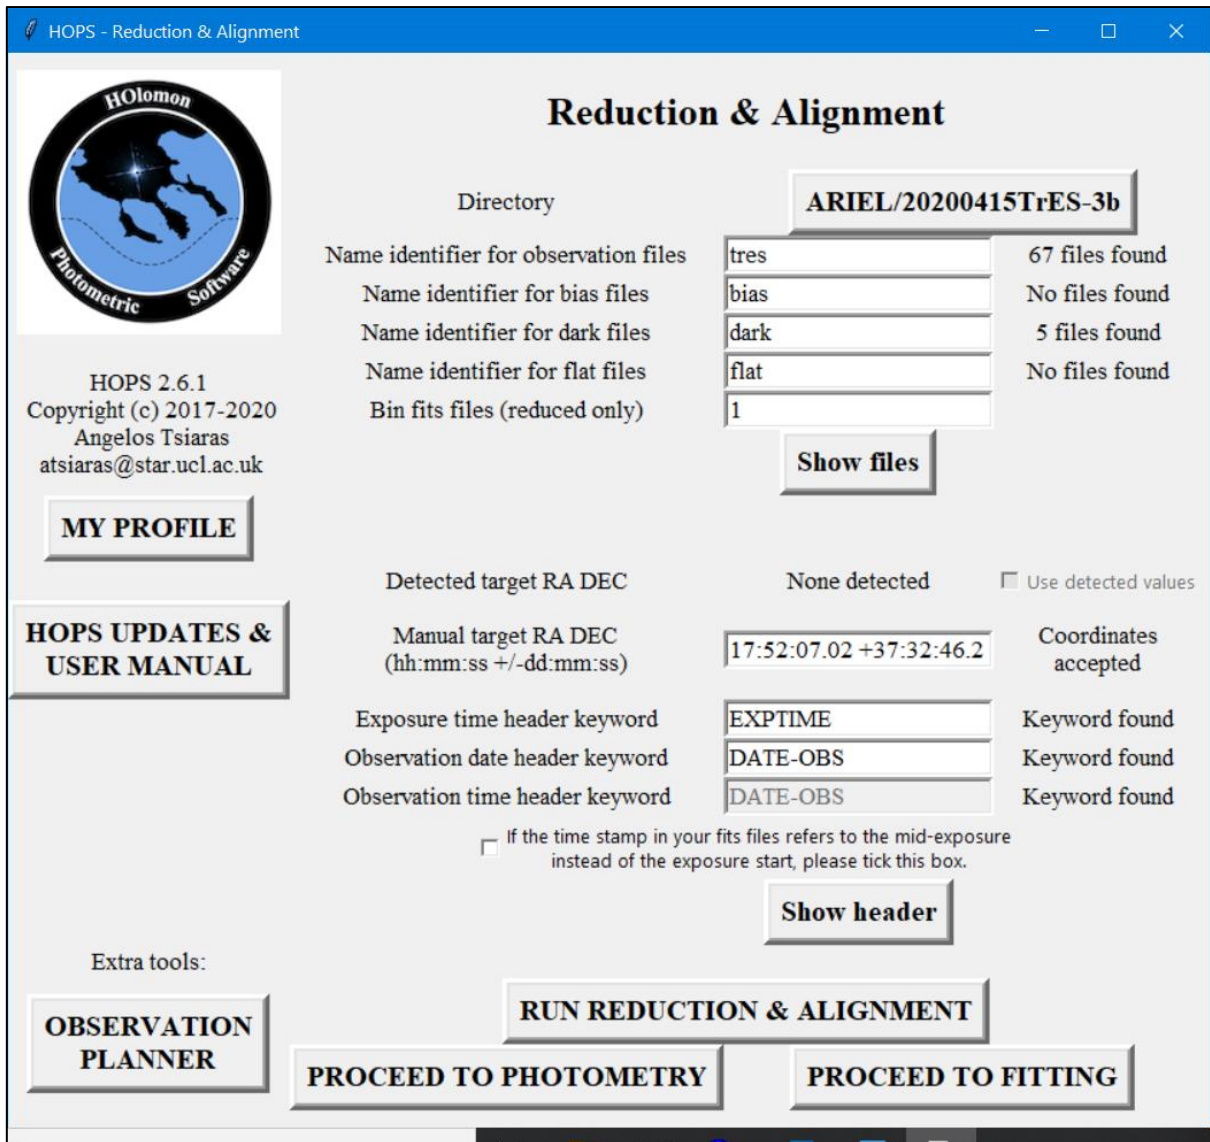 HOPS - Reduction & Alignment
HOlomon
Photometric Software
HOPS 2.6.1
Copyright (c) 2017-2020
Angelos Tsiaras
atsiaras@star.ucl.ac.uk
MY PROFILE
HOPS UPDATES &
USER MANUAL
Extra tools:
OBSERVATION
PLANNER
Reduction & Alignment
Directory ARIEL/20200415TrES-3b
Name identifier for observation files tres 67 files found
Name identifier for bias files bias No files found
Name identifier for dark files dark 5 files found
Name identifier for flat files flat No files found
Bin fits files (reduced only) 1
Show files
Detected target RA DEC None detected Use detected values
Manual target RA DEC
(hh:mm:ss +/-dd:mm:ss)
17:52:07.02 +37:32:46.2
Coordinates
accepted
Exposure time header keyword EXPTIME Keyword found
Observation date header keyword DATE-OBS Keyword found
Observation time header keyword DATE-OBS Keyword found
If the time stamp in your fits files refers to the mid-exposure
instead of the exposure start, please tick this box.
Show header
RUN REDUCTION & ALIGNMENT
PROCEED TO PHOTOMETRY PROCEED TO FITTING